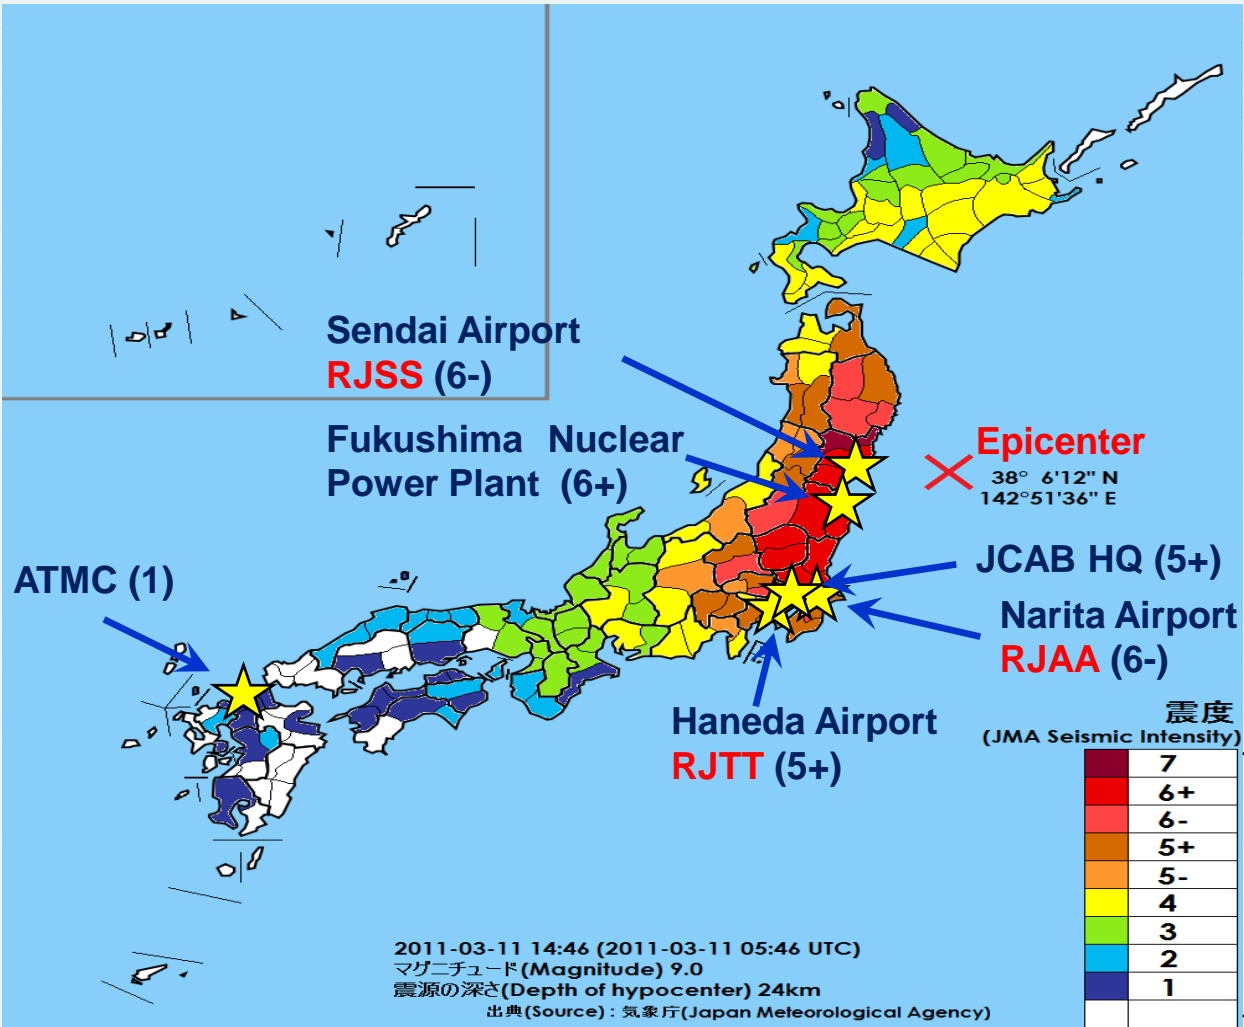 Sendai Airport
RJSS (6-)
Fukushima Nuclear
Power Plant (6+)
Epicenter
38° 6'12" N
142°51'36" E
JCAB HQ (5+)
ATMC (1)
Narita Airport
RJAA (6-)
Haneda Airport
RJTT (5+)
震度
(JMA Seismic Intensity)
7
6+
6-
5+
5-
4
3
2
1
2011-03-11 14:46 (2011-03-11 05:46 UTC)
マグニチュード(Magnitude) 9.0
震源の深さ(Depth of hypocenter) 24km
出典(Source) : 気象庁(Japan Meteorological Agency)